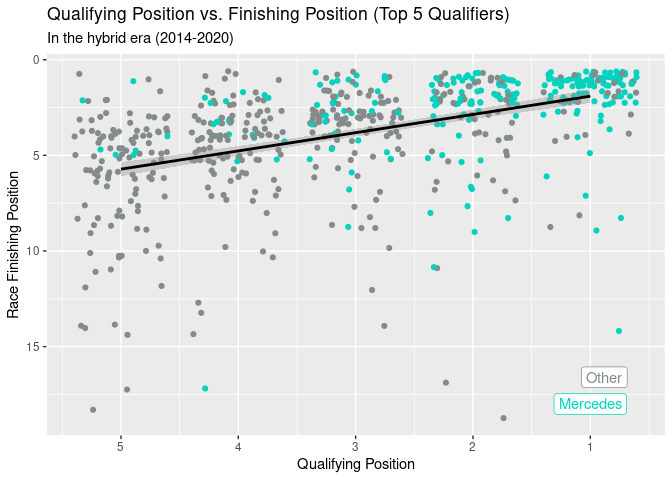 Qualifying Position vs. Finishing Position (Top 5 Qualifiers)
In the hybrid era (2014-2020)
0
5
10
15
Race Finishing Position
Other
Mercedes
5 4 3 2 1
Qualifying Position